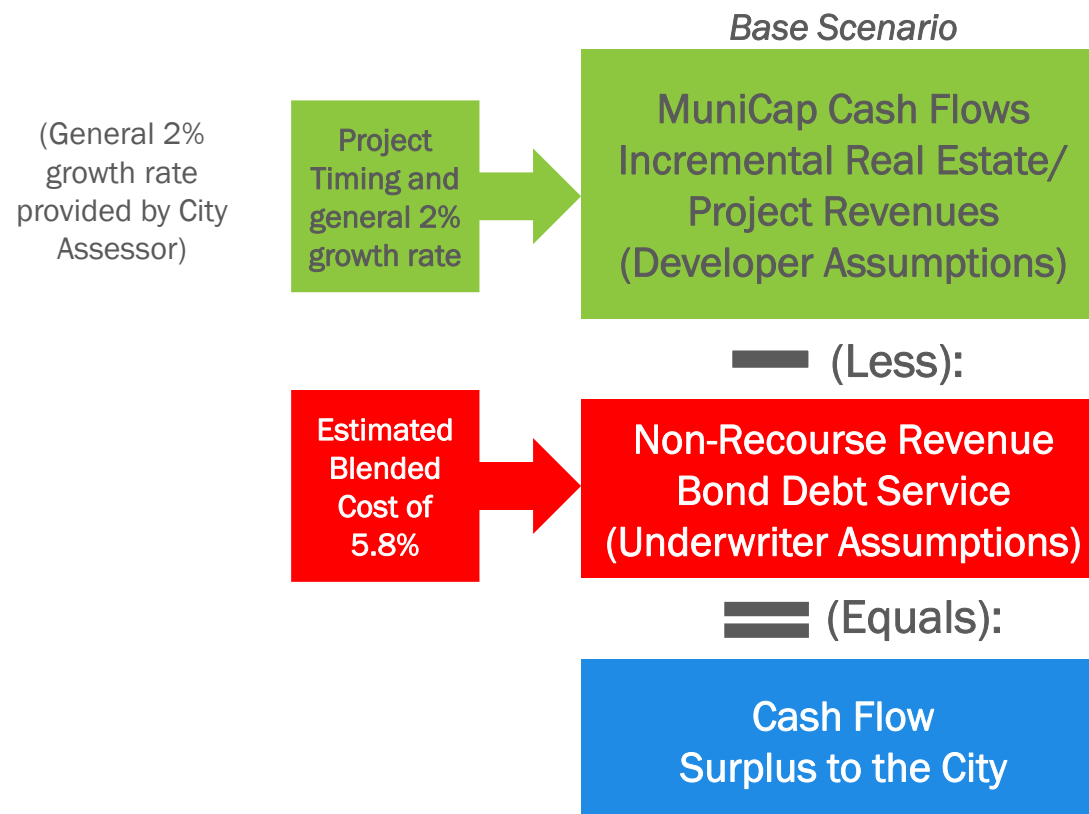 Base Scenario
(General 2%
growth rate
provided by City
Assessor)
Project
Timing and
general 2%
growth rate
MuniCap Cash Flows
Incremental Real Estate/
Project Revenues
(Developer Assumptions)
(Less):
Estimated
Blended
Cost of
5.8%
Non-Recourse Revenue
Bond Debt Service
(Underwriter Assumptions)
(Equals):
Cash Flow
Surplus to the City